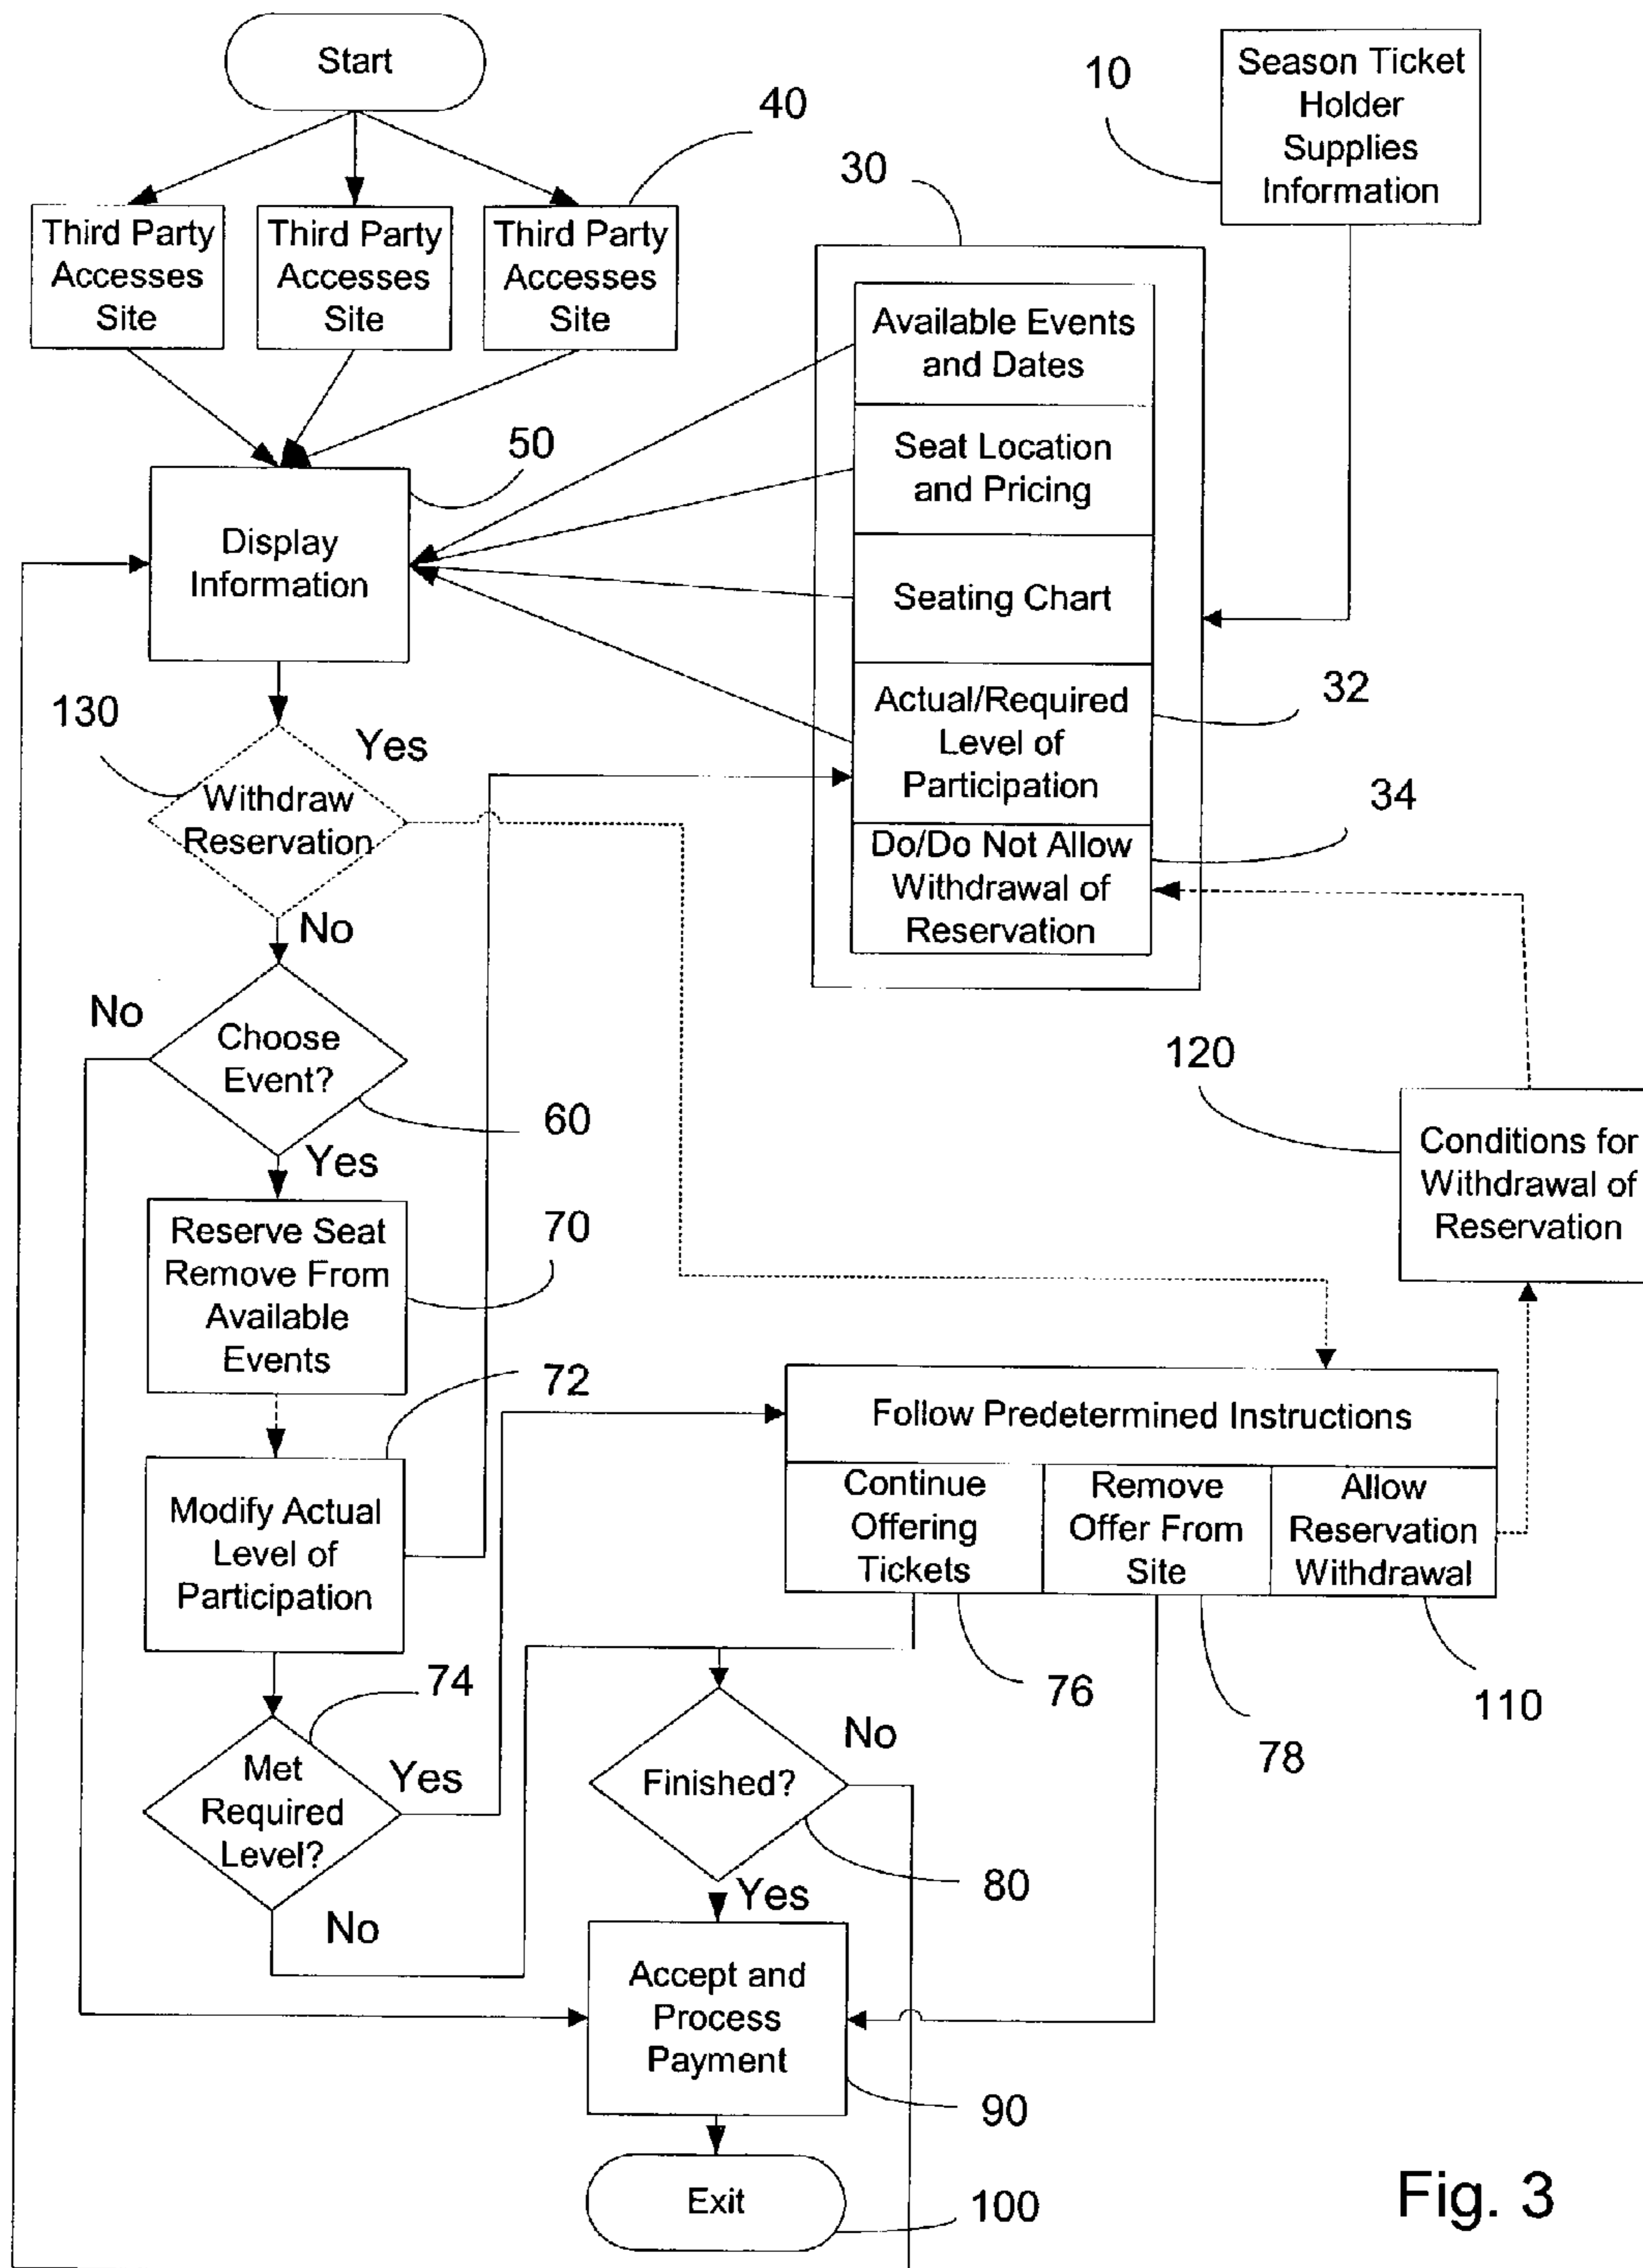 Start
10
Season Ticket
Holder
Supplies
Information
40
30
Third Party
Accesses
Site
Third Party
Accesses
Site
Third Party
Accesses
Site
Available Events
and Dates
Seat Location
and Pricing
Seating Chart
Actual/Required
Level of
Participation
Do/Do Not Allow
Withdrawal of
Reservation
32
34
50
Display
Information
130
Yes
Withdraw
Reservation
No
No
Choose
Event?
60
Yes
120
Conditions for
Withdrawal of
Reservation
Reserve Seat
Remove From
Available
Events
70
72
Follow Predetermined Instructions
Continue
Offering
Tickets
Remove
Offer From
Site
Allow
Reservation
Withdrawal
Modify Actual
Level of
Participation
74
76
78
110
Met
Required
Level?
Yes
No
Finished?
No
80
Yes
Accept and
Process
Payment
90
Exit
100
Fig. 3